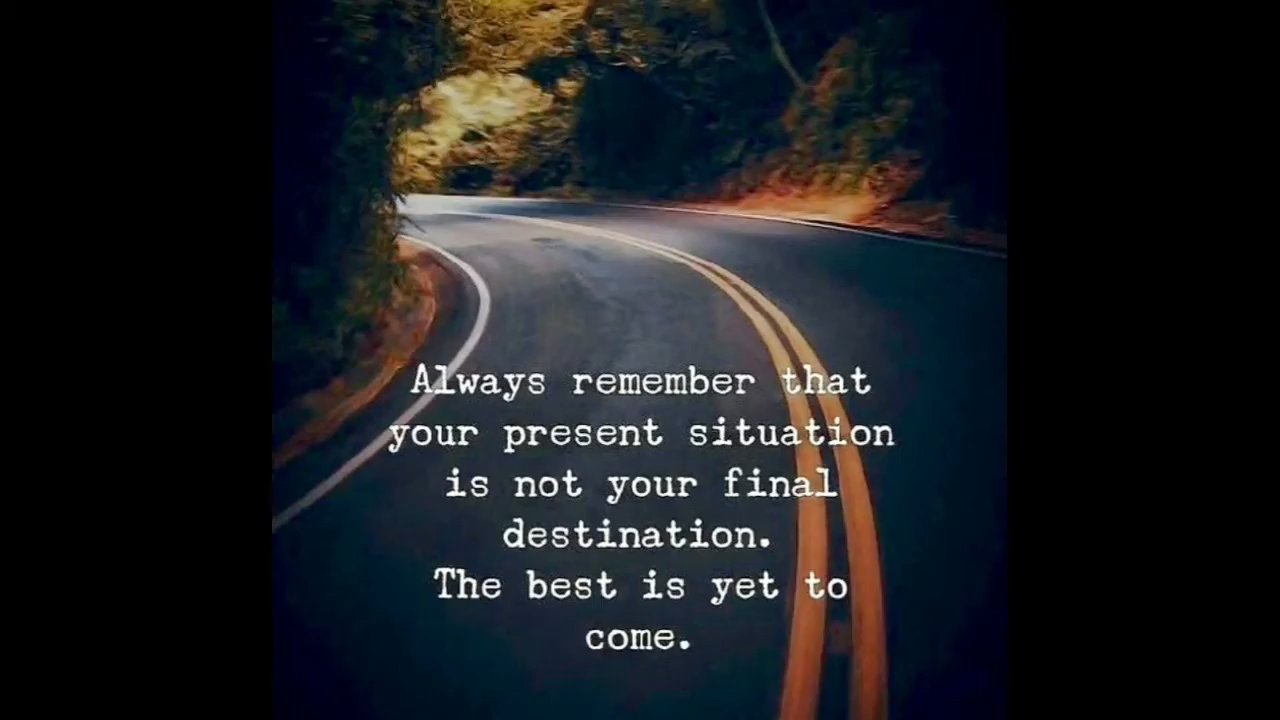 Always remember that
your present situation
is not your final
destination.
The best is yet to
come.